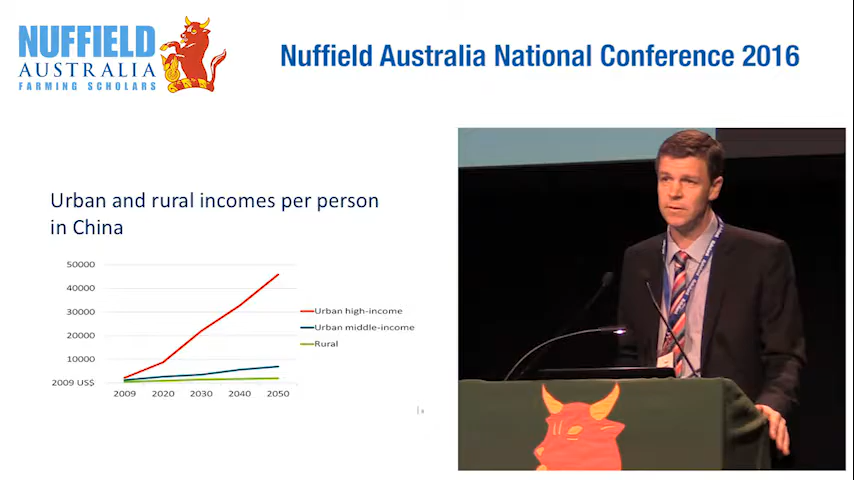 NUFFIELD
AUSTRALIA
FARMING SCHOLARS
Nuffield Australia National Conference 2016
Urban and rural incomes per person
in China
50000
40000
30000
20000
10000
2009 US$
2009 2020 2030 2040 2050
Urban high-income
Urban middle-income
Rural